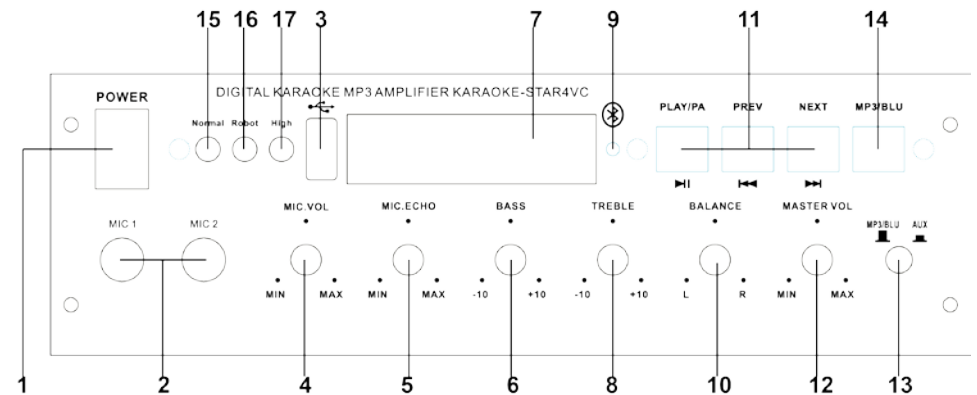 15 16 17 3 7 9 11 14
DIGITAL KARAOKE MP3 AMPLIFIER KARAOKE-STAR4VC
POWER
Normal Robot High
PLAY/PA PREV NEXT MP3/BLU
MIC 1 MIC 2
MIC.VOL MIC.ECHO BASS TREBLE BALANCE MASTER VOL
MP3/BLU AUX
MIN MAX MIN MAX -10 +10 -10 +10 L R MIN MAX
1 2 4 5 6 8 10 12 13